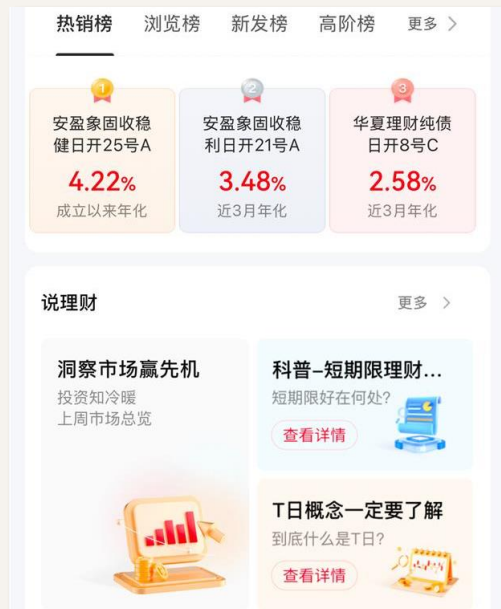 热销榜 浏览榜 新发榜 高阶榜 更多 >
1 2 3
安盈象固收稳 安盈象固收稳 华夏理财纯债
健日开25号A 利日开21号A 日开8号C
4.22% 3.48% 2.58%
成立以来年化 近3月年化 近3月年化
说理财 更多 >
洞察市场赢先机
投资知冷暖
上周市场总览
科普-短期限理财...
短期限好在何处?
查看详情
T日概念一定要了解
到底什么是T日?
查看详情